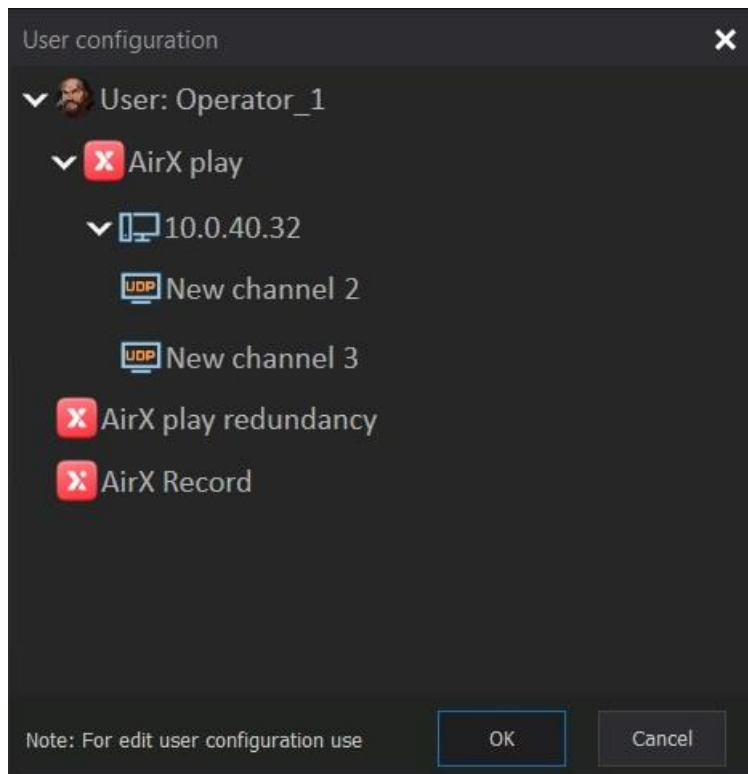 User configuration
User: Operator_1
AirX play
10.0.40.32
UDP New channel 2
UDP New channel 3
AirX play redundancy
AirX Record
Note: For edit user configuration use
OK
Cancel